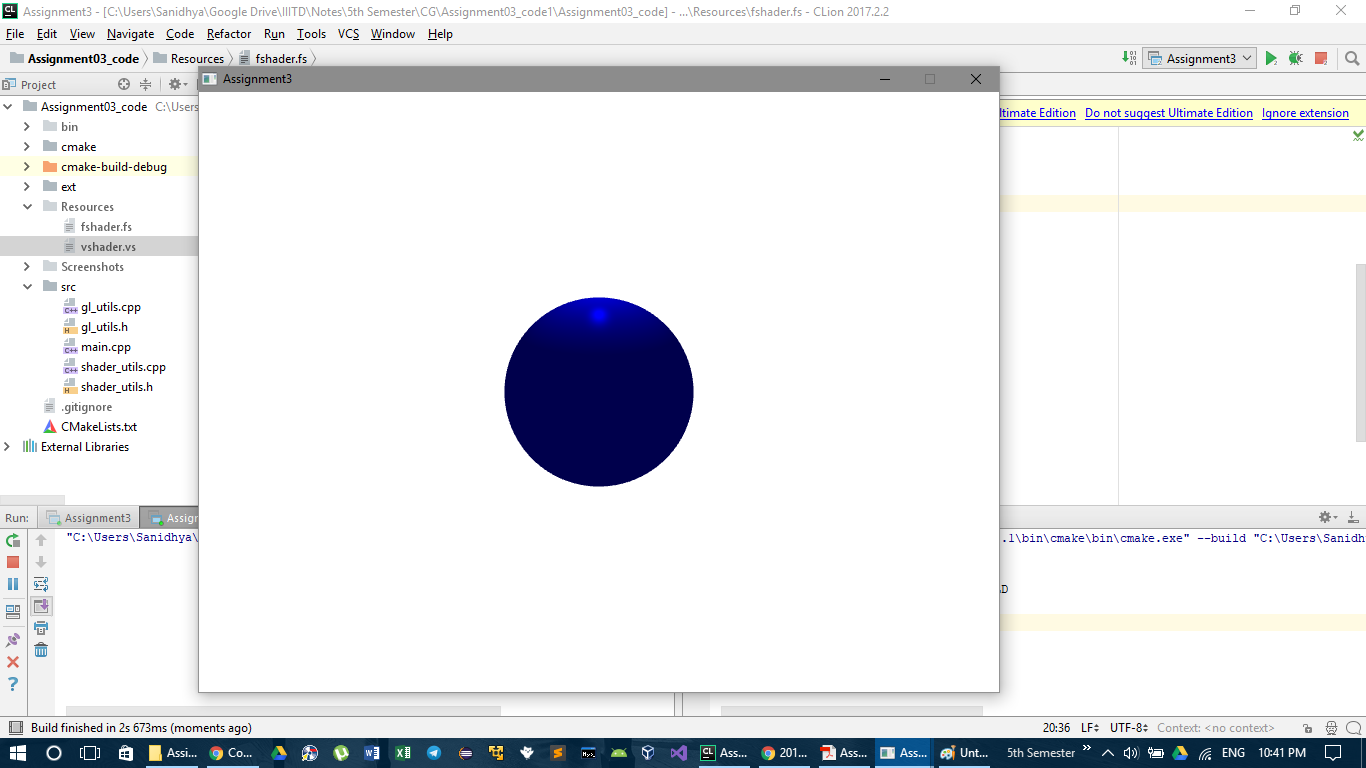 Assignment3 - [C:\Users\Sanidhya\Google Drive\IIITD\Notes\5th Semester\CG\Assignment03_code1\Assignment03_code] - ...\Resources\fshader.fs - CLion 2017.2.2
File Edit View Navigate Code Refactor Run Tools VCS Window Help
Assignment03_code Resources fshader.fs Assignment3
Assignment3
Project
Assignment03_code C:\Users
ltimate Edition Do not suggest Ultimate Edition Ignore extension
bin
cmake
cmake-build-debug
ext
Resources
fshader.fs
vshader.vs
Screenshots
src
gl_utils.cpp
gl_utils.h
main.cpp
shader_utils.cpp
shader_utils.h
.gitignore
CMakeLists.txt
External Libraries
Run: Assignment3 Assign
"C:\Users\Sanidhya\ .1\bin\cmake\bin\cmake.exe" --build "C:\Users\Sanidh
Build finished in 2s 673ms (moments ago) 20:36 LF UTF-8 Context: <no context>
Assi... Co... Ass... 201... Ass... Ass... Unt... 5th Semester ENG 10:41 PM